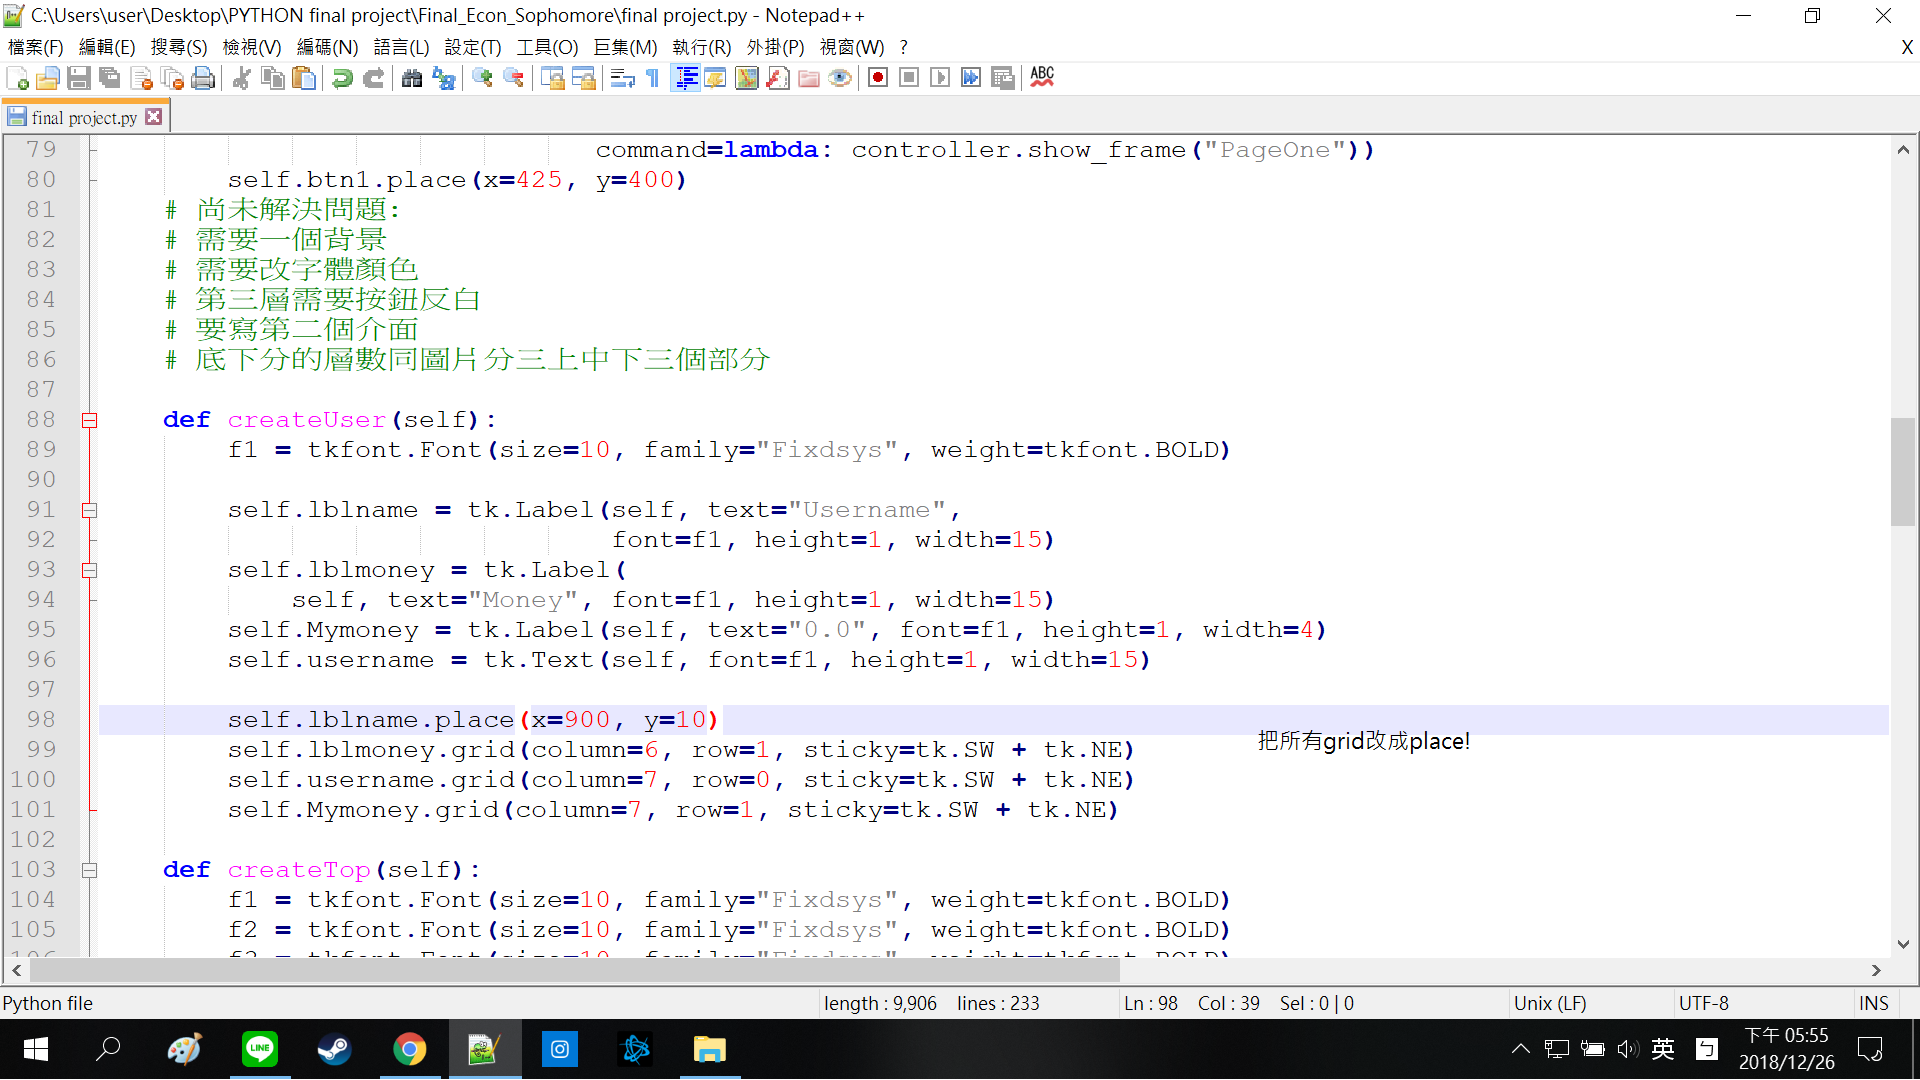 C:\Users\user\Desktop\PYTHON final project\Final_Econ_Sophomore\final project.py - Notepad++
檔案(F) 編輯(E) 搜尋(S) 檢視(V) 編碼(N) 語言(L) 設定(T) 工具(O) 巨集(M) 執行(R) 外掛(P) 視窗(W) ? X
ABC
final project.py
79 command=lambda: controller.show_frame("PageOne"))
80 self.btn1.place(x=425, y=400)
81 # 尚未解決問題:
82 # 需要一個背景
83 # 需要改字體顏色
84 # 第三層需要按鈕反白
85 # 要寫第二個介面
86 # 底下分的層數同圖片分三上中下三個部分
87
88 def createUser(self):
89 f1 = tkfont.Font(size=10, family="Fixdsys", weight=tkfont.BOLD)
90
91 self.lblname = tk.Label(self, text="Username",
92 font=f1, height=1, width=15)
93 self.lblmoney = tk.Label(
94 self, text="Money", font=f1, height=1, width=15)
95 self.Mymoney = tk.Label(self, text="0.0", font=f1, height=1, width=4)
96 self.username = tk.Text(self, font=f1, height=1, width=15)
97
98 self.lblname.place(x=900, y=10)
99 self.lblmoney.grid(column=6, row=1, sticky=tk.SW + tk.NE)
把所有grid改成place!
100 self.username.grid(column=7, row=0, sticky=tk.SW + tk.NE)
101 self.Mymoney.grid(column=7, row=1, sticky=tk.SW + tk.NE)
102
103 def createTop(self):
104 f1 = tkfont.Font(size=10, family="Fixdsys", weight=tkfont.BOLD)
105 f2 = tkfont.Font(size=10, family="Fixdsys", weight=tkfont.BOLD)
Python file length : 9,906 lines : 233 Ln : 98 Col : 39 Sel : 0 | 0 Unix (LF) UTF-8 INS
LINE
英 ㄅ
下午 05:55
2018/12/26